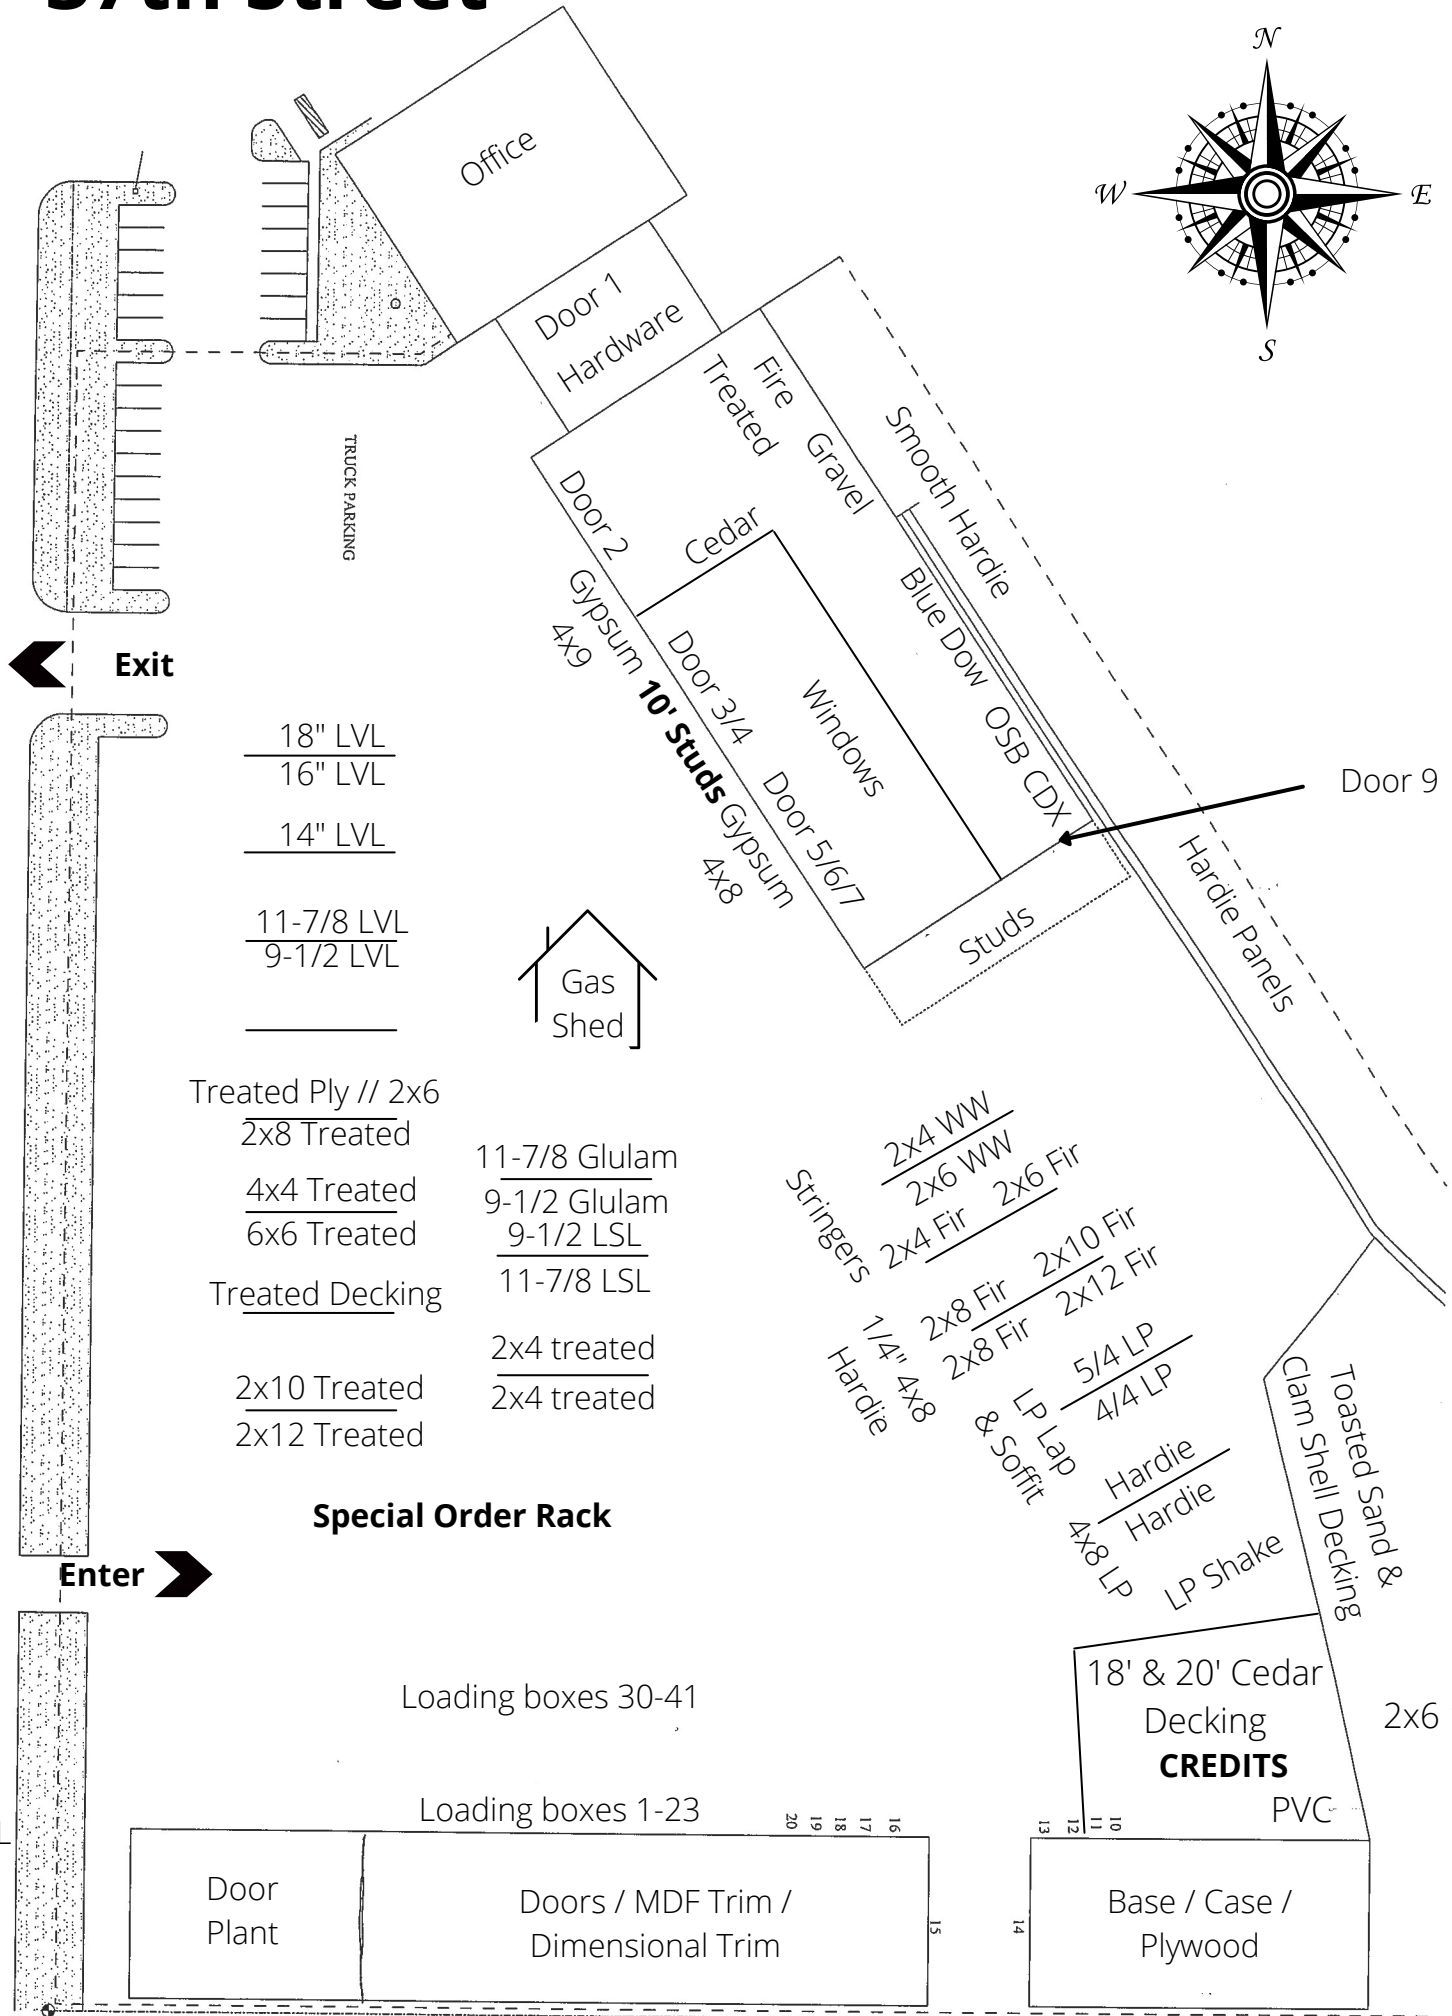 57th Street
N
W
E
S
Office
Door 1
Hardware
Fire
Treated
Gravel
Smooth Hardie
TRUCK PARKING
Door 2
Cedar
Gypsum
4x9
Blue Dow
OSB CDX
Exit
Door 3/4
10' Studs
Windows
18" LVL
16" LVL
Door 5/6/7
Gypsum
4x8
Door 9
14" LVL
Hardie Panels
11-7/8 LVL
9-1/2 LVL
Studs
Gas
Shed
Treated Ply // 2x6
2x8 Treated
4x4 Treated
6x6 Treated
Treated Decking
2x10 Treated
2x12 Treated
11-7/8 Glulam
9-1/2 Glulam
9-1/2 LSL
11-7/8 LSL
2x4 treated
2x4 treated
2x4 WW
2x6 WW
2x4 Fir
2x6 Fir
Stringers
2x8 Fir
2x10 Fir
2x8 Fir
2x12 Fir
1/4" 4x8
Hardie
5/4 LP
4/4 LP
LP Lap
& Soffit
Hardie
Hardie
4x8 LP
LP Shake
Toasted Sand &
Clam Shell Decking
Special Order Rack
Enter
18' & 20' Cedar
Decking
CREDITS
PVC
2x6
Loading boxes 30-41
Loading boxes 1-23
20
19
18
17
16
13
12
11
10
Door
Plant
Doors / MDF Trim /
Dimensional Trim
15
14
Base / Case /
Plywood